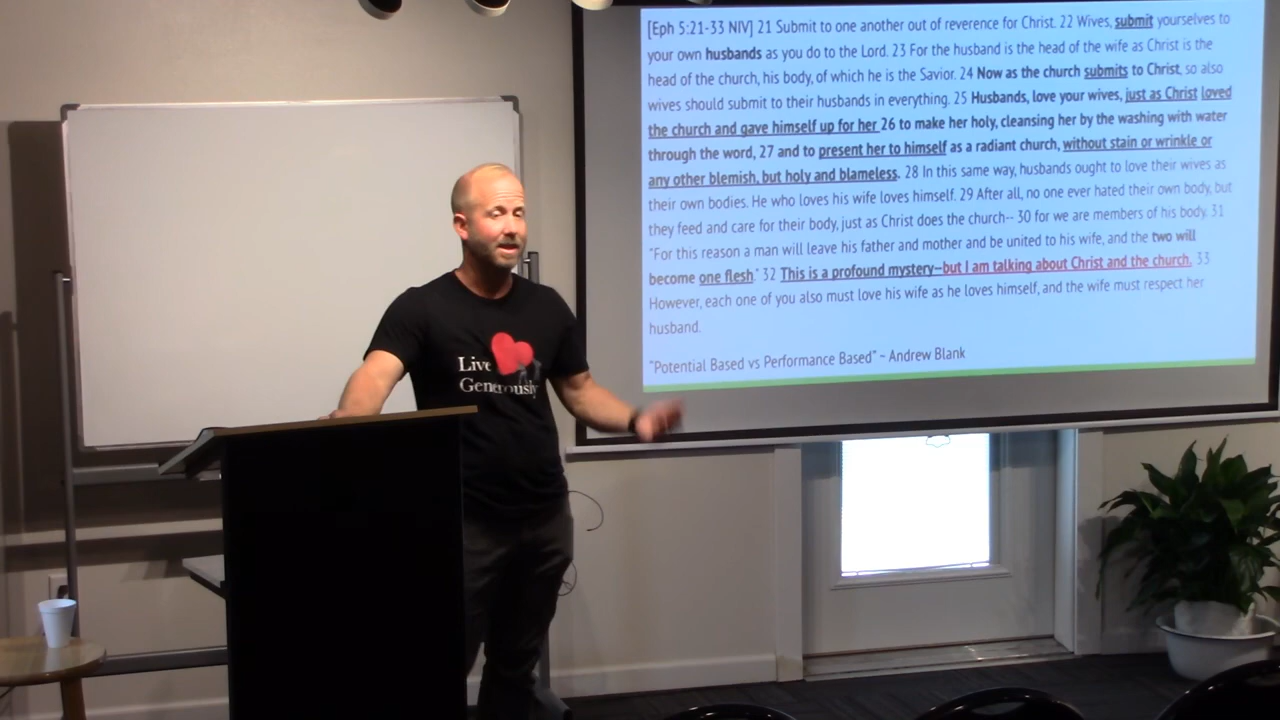 [Eph 5:21-33 NIV] 21 Submit to one another out of reverence for Christ. 22 Wives, submit yourselves to
your own husbands as you do to the Lord. 23 For the husband is the head of the wife as Christ is the
head of the church, his body, of which he is the Savior. 24 Now as the church submits to Christ, so also
wives should submit to their husbands in everything. 25 Husbands, love your wives, just as Christ loved
the church and gave himself up for her 26 to make her holy, cleansing her by the washing with water
through the word, 27 and to present her to himself as a radiant church, without stain or wrinkle or
any other blemish, but holy and blameless. 28 In this same way, husbands ought to love their wives as
their own bodies. He who loves his wife loves himself. 29 After all, no one ever hated their own body, but
they feed and care for their body, just as Christ does the church-- 30 for we are members of his body. 31
"For this reason a man will leave his father and mother and be united to his wife, and the two will
become one flesh." 32 This is a profound mystery--but I am talking about Christ and the church. 33
However, each one of you also must love his wife as he loves himself, and the wife must respect her
husband.
"Potential Based vs Performance Based" - Andrew Blank
Live
Generously